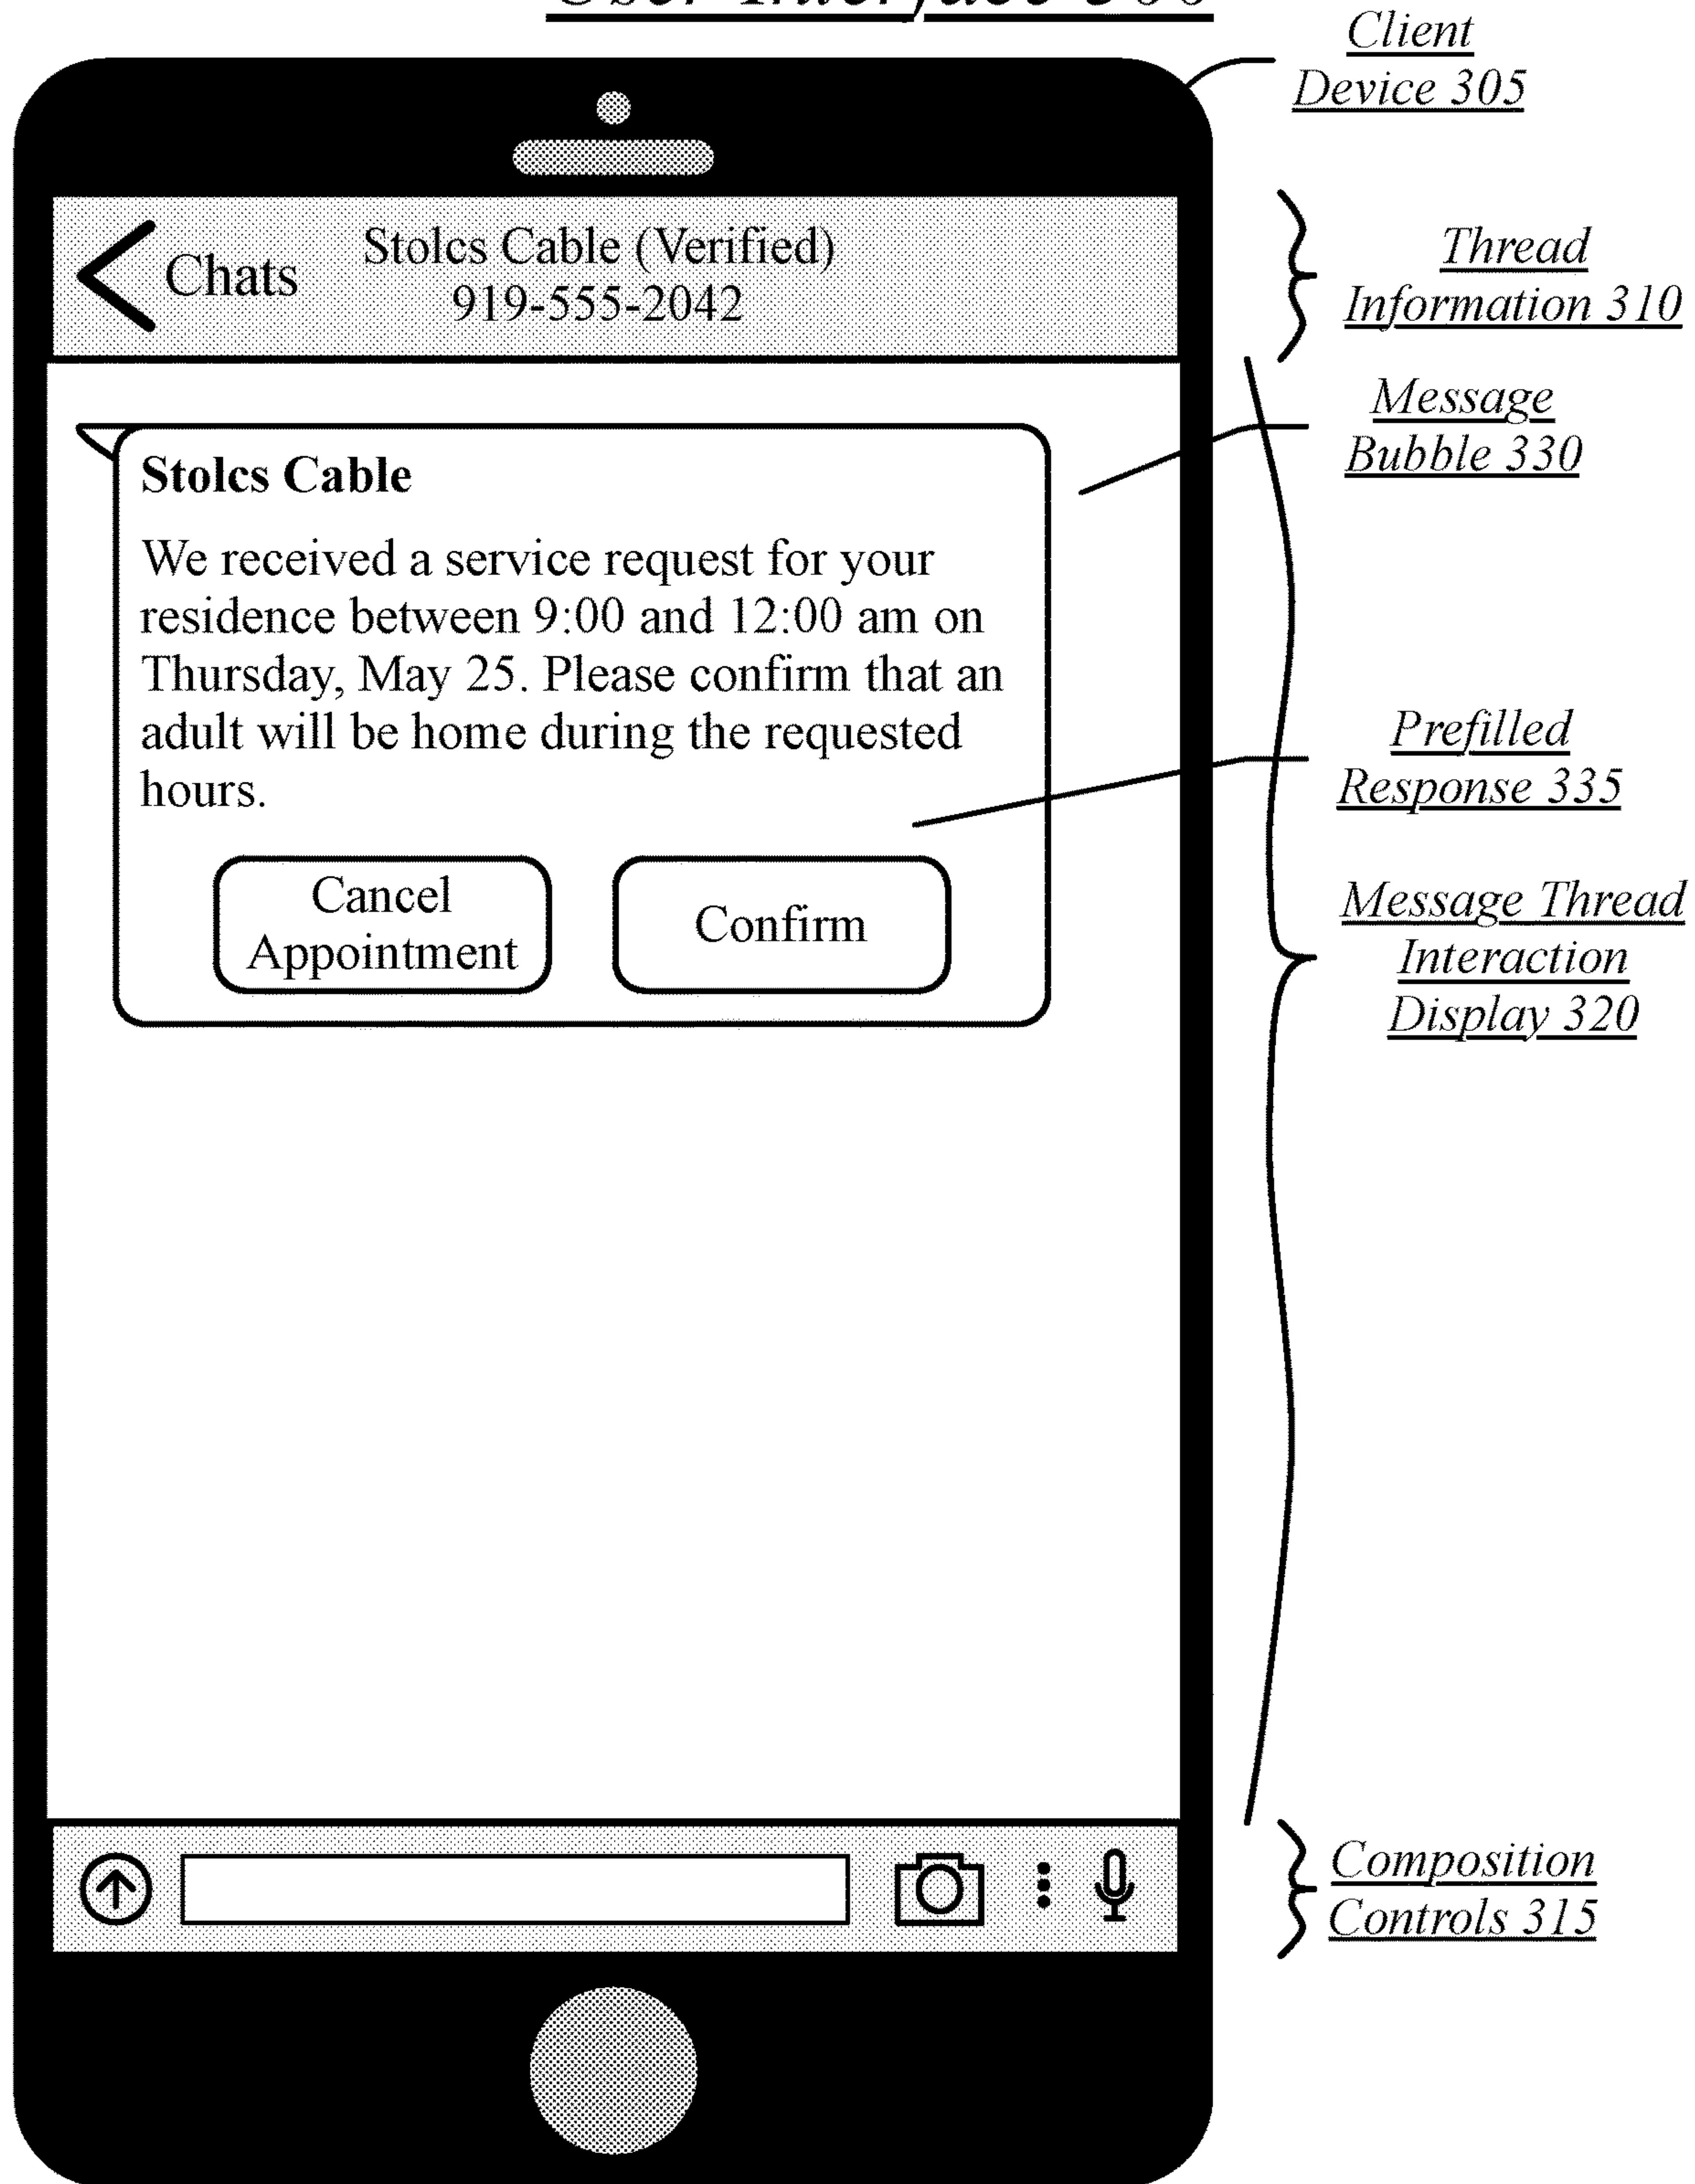 User Interface 300
Client
Device 305
Chats
Stolcs Cable (Verified)
919-555-2042
Thread
Information 310
Message
Bubble 330
Stolcs Cable
We received a service request for your
residence between 9:00 and 12:00 am on
Thursday, May 25. Please confirm that an
adult will be home during the requested
hours.
Prefilled
Response 335
Cancel
Appointment
Confirm
Message Thread
Interaction
Display 320
Composition
Controls 315